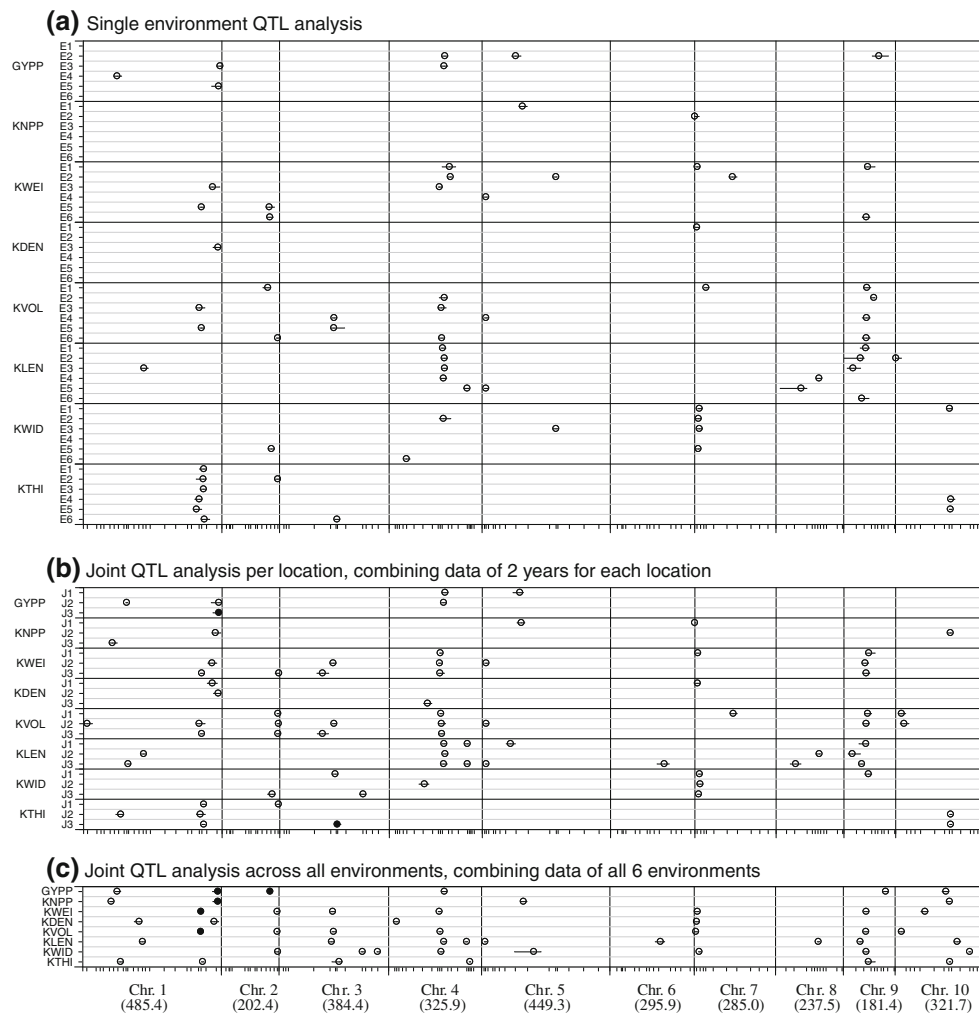 (a) Single environment QTL analysis
GYPP E1 E2 E3 E4 E5 E6
KNPP E1 E2 E3 E4 E5 E6
KWEI E1 E2 E3 E4 E5 E6
KDEN E1 E2 E3 E4 E5 E6
KVOL E1 E2 E3 E4 E5 E6
KLEN E1 E2 E3 E4 E5 E6
KWID E1 E2 E3 E4 E5 E6
KTHI E1 E2 E3 E4 E5 E6
(b) Joint QTL analysis per location, combining data of 2 years for each location
GYPP J1 J2 J3
KNPP J1 J2 J3
KWEI J1 J2 J3
KDEN J1 J2 J3
KVOL J1 J2 J3
KLEN J1 J2 J3
KWID J1 J2 J3
KTHI J1 J2 J3
(c) Joint QTL analysis across all environments, combining data of all 6 environments
GYPP
KNPP
KWEI
KDEN
KVOL
KLEN
KWID
KTHI
Chr. 1 Chr. 2 Chr. 3 Chr. 4 Chr. 5 Chr. 6 Chr. 7 Chr. 8 Chr. 9 Chr. 10
(485.4) (202.4) (384.4) (325.9) (449.3) (295.9) (285.0) (237.5) (181.4) (321.7)